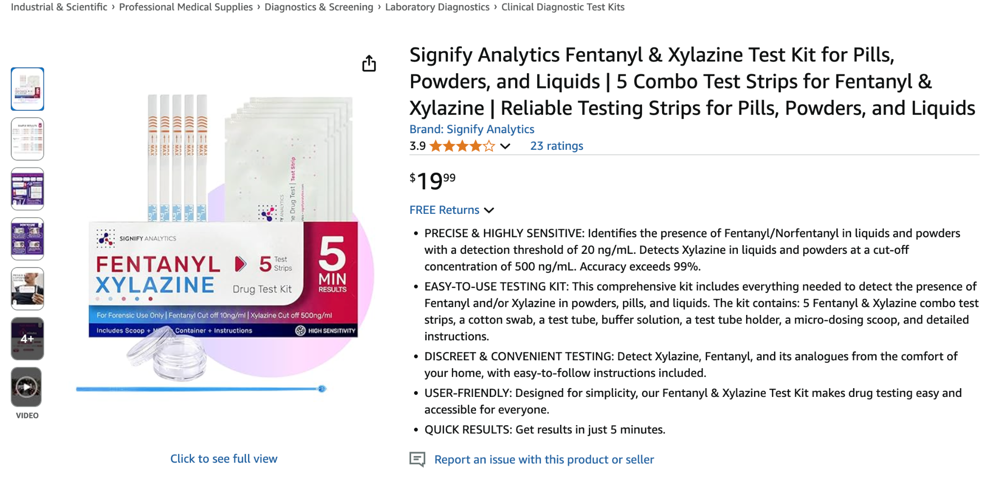 Industrial & Scientific › Professional Medical Supplies › Diagnostics & Screening › Laboratory Diagnostics › Clinical Diagnostic Test Kits
Signify Analytics Fentanyl & Xylazine Test Kit for Pills,
Powders, and Liquids | 5 Combo Test Strips for Fentanyl &
Xylazine | Reliable Testing Strips for Pills, Powders, and Liquids
Brand: Signify Analytics
3.9
23 ratings
$19.99
FREE Returns
• PRECISE & HIGHLY SENSITIVE: Identifies the presence of Fentanyl/Norfentanyl in liquids and powders
with a detection threshold of 20 ng/mL. Detects Xylazine in liquids and powders at a cut-off
concentration of 500 ng/mL. Accuracy exceeds 99%.
• EASY-TO-USE TESTING KIT: This comprehensive kit includes everything needed to detect the presence of
Fentanyl and/or Xylazine in powders, pills, and liquids. The kit contains: 5 Fentanyl & Xylazine combo test
strips, a cotton swab, a test tube, buffer solution, a test tube holder, a micro-dosing scoop, and detailed
instructions.
• DISCREET & CONVENIENT TESTING: Detect Xylazine, Fentanyl, and its analogues from the comfort of
your home, with easy-to-follow instructions included.
• USER-FRIENDLY: Designed for simplicity, our Fentanyl & Xylazine Test Kit makes drug testing easy and
accessible for everyone.
• QUICK RESULTS: Get results in just 5 minutes.
Report an issue with this product or seller
MAX MAX MAX MAX MAX
Drug Test | Test Strip
SIGNIFY ANALYTICS
FENTANYL
XYLAZINE
5 Test
Strips
Drug Test Kit
5
MIN
RESULTS
For Forensic Use Only | Fentanyl Cut off 10ng/ml | Xylazine Cut off 500ng/ml
Includes Scoop + Container + Instructions
HIGH SENSITIVITY
4+
VIDEO
Click to see full view